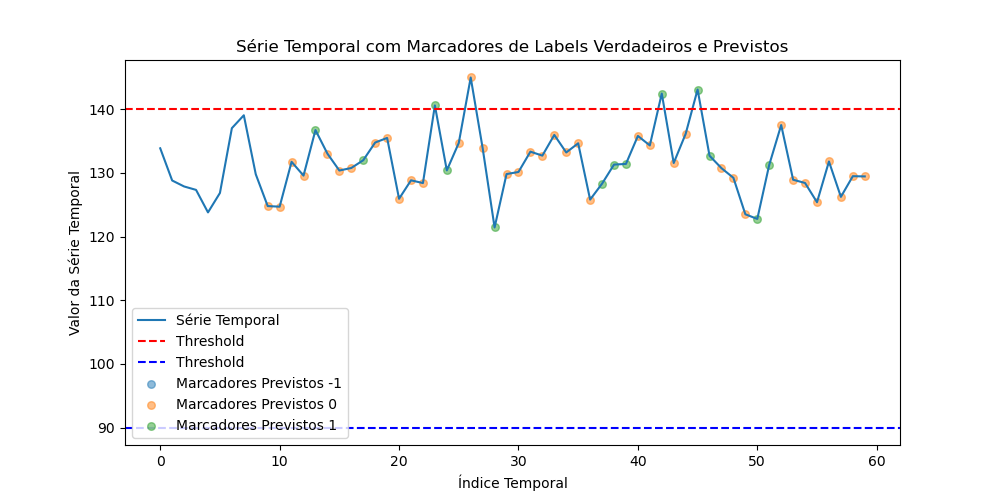 Série Temporal com Marcadores de Labels Verdadeiros e Previstos
Valor da Série Temporal
140
130
120
110
100
90
Série Temporal
Threshold
Threshold
Marcadores Previstos -1
Marcadores Previstos 0
Marcadores Previstos 1
0 10 20 30 40 50 60
Índice Temporal